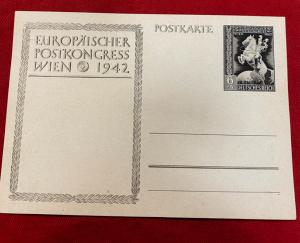 EUROPÄISCHER
POSTKONGRESS
WIEN 1942
POSTKARTE
6
DEUTSCHES REICH